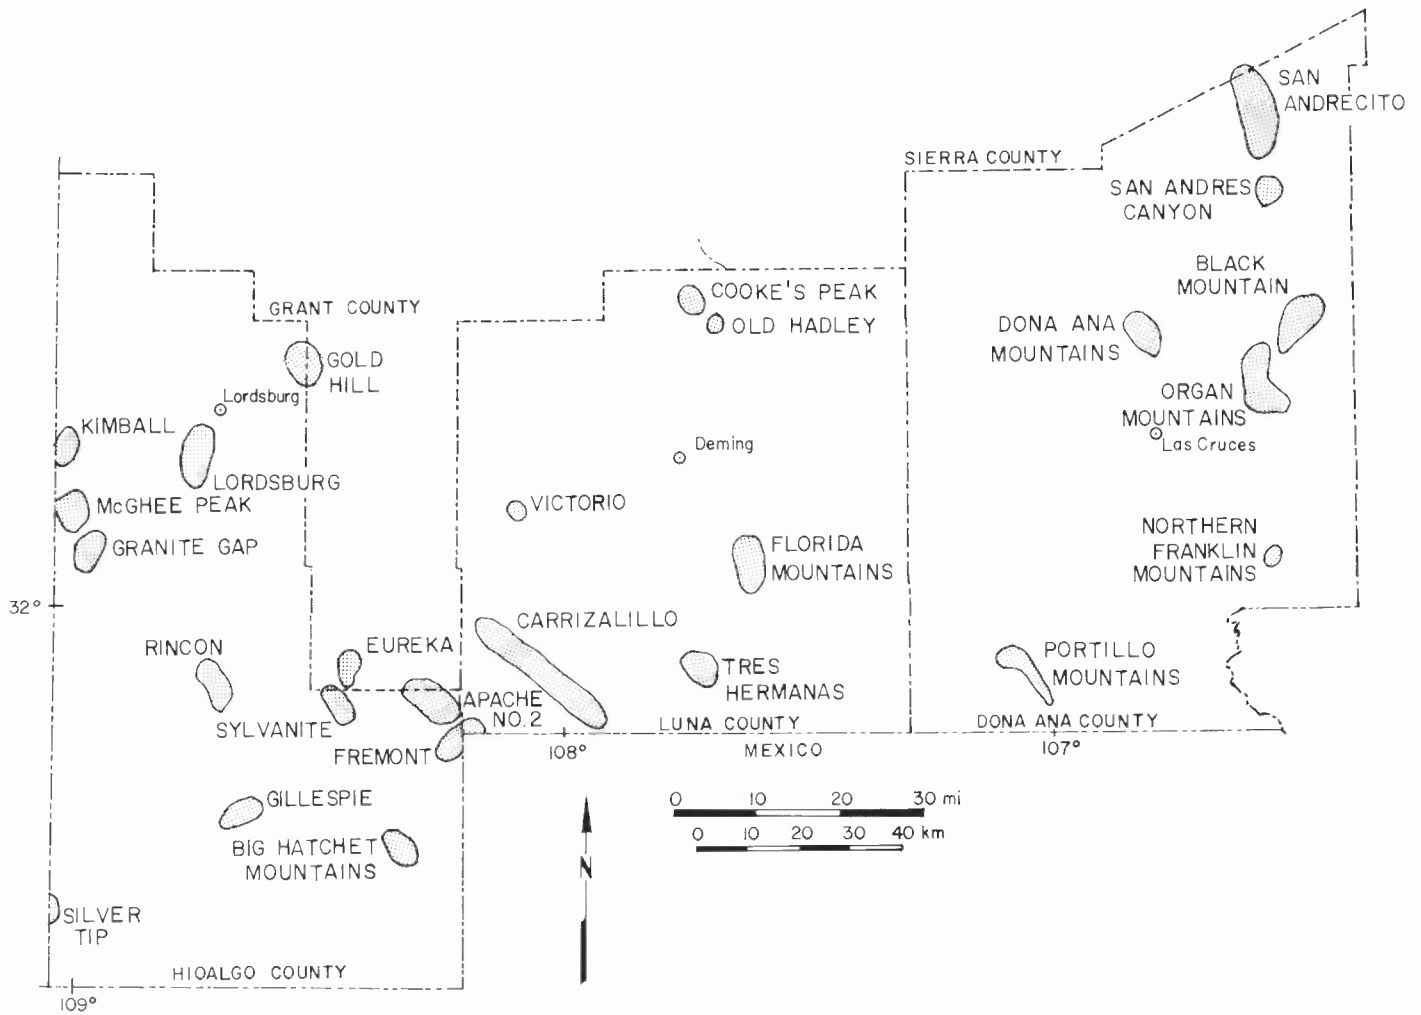 SAN
ANDRECITO
SIERRA COUNTY
SAN ANDRES
CANYON
BLACK
MOUNTAIN
COOKE'S PEAK
OLD HADLEY
GRANT COUNTY
DONA ANA
MOUNTAINS
GOLD
HILL
Lordsburg
ORGAN
MOUNTAINS
Las Cruces
KIMBALL
Deming
LORDSBURG
McGHEE PEAK
VICTORIO
GRANITE GAP
FLORIDA
MOUNTAINS
NORTHERN
FRANKLIN
MOUNTAINS
32°
CARRIZALILLO
RINCON
EUREKA
TRES
HERMANAS
PORTILLO
MOUNTAINS
SYLVANITE
APACHE
NO.2
LUNA COUNTY
DONA ANA COUNTY
FREMONT
108°
MEXICO
107°
GILLESPIE
0 10 20 30 mi
0 10 20 30 40 km
BIG HATCHET
MOUNTAINS
N
SILVER
TIP
HIOALGO COUNTY
109°